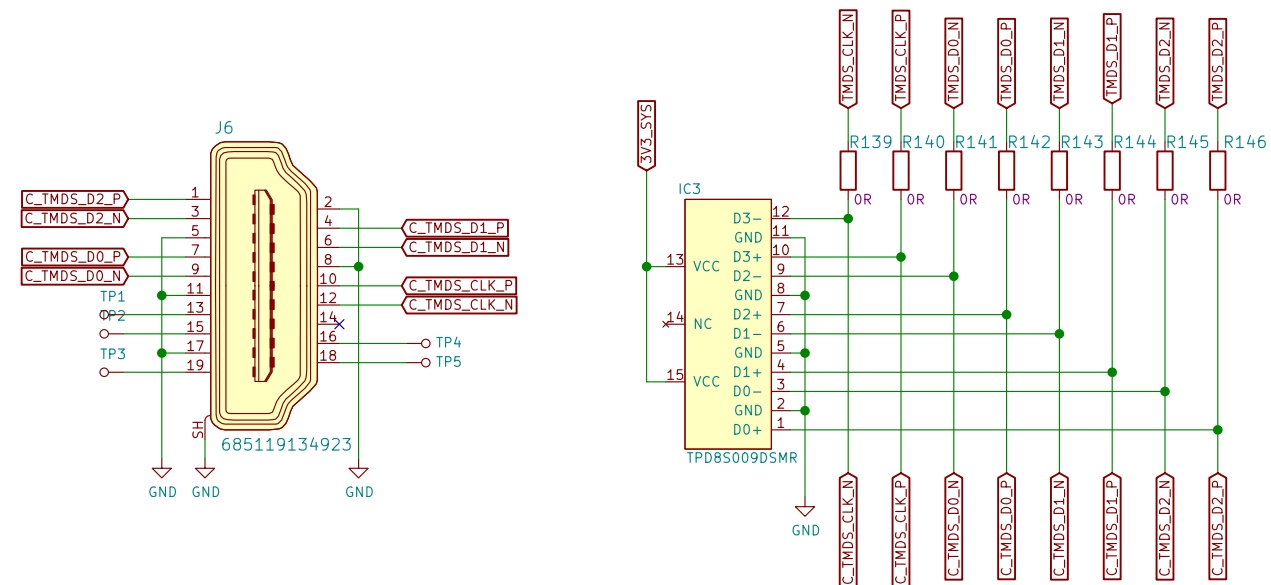 TMDS_CLK_N
TMDS_CLK_P
TMDS_D0_N
TMDS_D0_P
TMDS_D1_N
TMDS_D1_P
TMDS_D2_N
TMDS_D2_P
R139
R140
R141
R142
R143
R144
R145
R146
0R
0R
0R
0R
0R
0R
0R
0R
J6
C_TMDS_D2_P
C_TMDS_D2_N
C_TMDS_D0_P
C_TMDS_D0_N
TP1
TP2
TP3
1
3
5
7
9
11
13
15
17
19
SH
2
4
6
8
10
12
14
16
18
C_TMDS_D1_P
C_TMDS_D1_N
C_TMDS_CLK_P
C_TMDS_CLK_N
TP4
TP5
685119134923
GND
GND
GND
3V3_SYS
IC3
13 VCC
14 NC
15 VCC
D3- 12
GND 11
D3+ 10
D2- 9
GND 8
D2+ 7
D1- 6
GND 5
D1+ 4
D0- 3
GND 2
D0+ 1
TPD8S009DSMR
GND
C_TMDS_CLK_N
C_TMDS_CLK_P
C_TMDS_D0_N
C_TMDS_D0_P
C_TMDS_D1_N
C_TMDS_D1_P
C_TMDS_D2_N
C_TMDS_D2_P